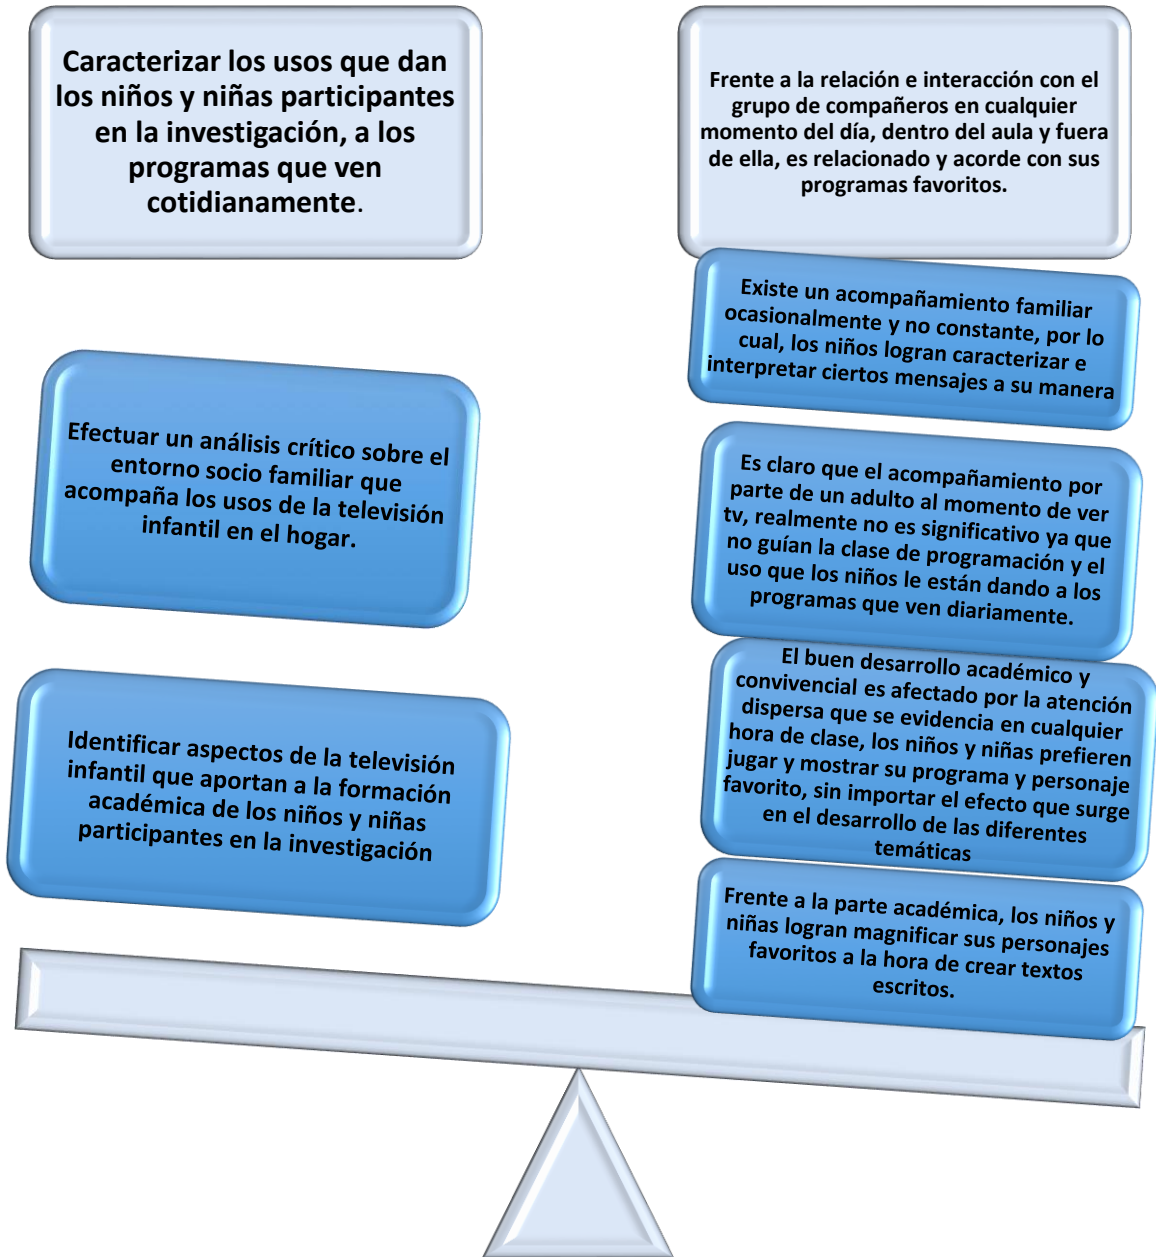 Caracterizar los usos que dan
los niños y niñas participantes
en la investigación, a los
programas que ven
cotidianamente.
Efectuar un análisis crítico sobre el
entorno socio familiar que
acompaña los usos de la televisión
infantil en el hogar.
Identificar aspectos de la televisión
infantil que aportan a la formación
académica de los niños y niñas
participantes en la investigación
Frente a la relación e interacción con el
grupo de compañeros en cualquier
momento del día, dentro del aula y fuera
de ella, es relacionado y acorde con sus
programas favoritos.
Existe un acompañamiento familiar
ocasionalmente y no constante, por lo
cual, los niños logran caracterizar e
interpretar ciertos mensajes a su manera
Es claro que el acompañamiento por
parte de un adulto al momento de ver
tv, realmente no es significativo ya que
no guían la clase de programación y el
uso que los niños le están dando a los
programas que ven diariamente.
El buen desarrollo académico y
convivencial es afectado por la atención
dispersa que se evidencia en cualquier
hora de clase, los niños y niñas prefieren
jugar y mostrar su programa y personaje
favorito, sin importar el efecto que surge
en el desarrollo de las diferentes
temáticas
Frente a la parte académica, los niños y
niñas logran magnificar sus personajes
favoritos a la hora de crear textos
escritos.